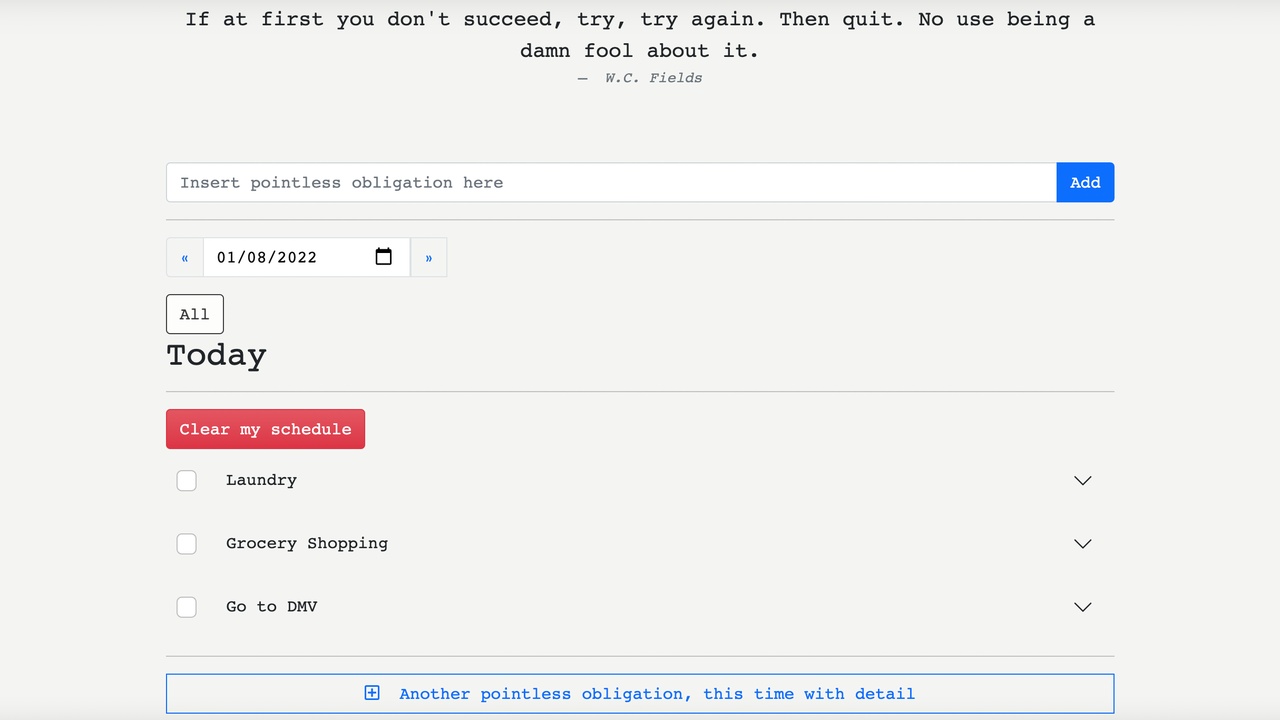 If at first you don't succeed, try, try again. Then quit. No use being a
damn fool about it.
— W.C. Fields
Insert pointless obligation here
Add
« 01/08/2022 »
All
Today
Clear my schedule
Laundry
Grocery Shopping
Go to DMV
Another pointless obligation, this time with detail